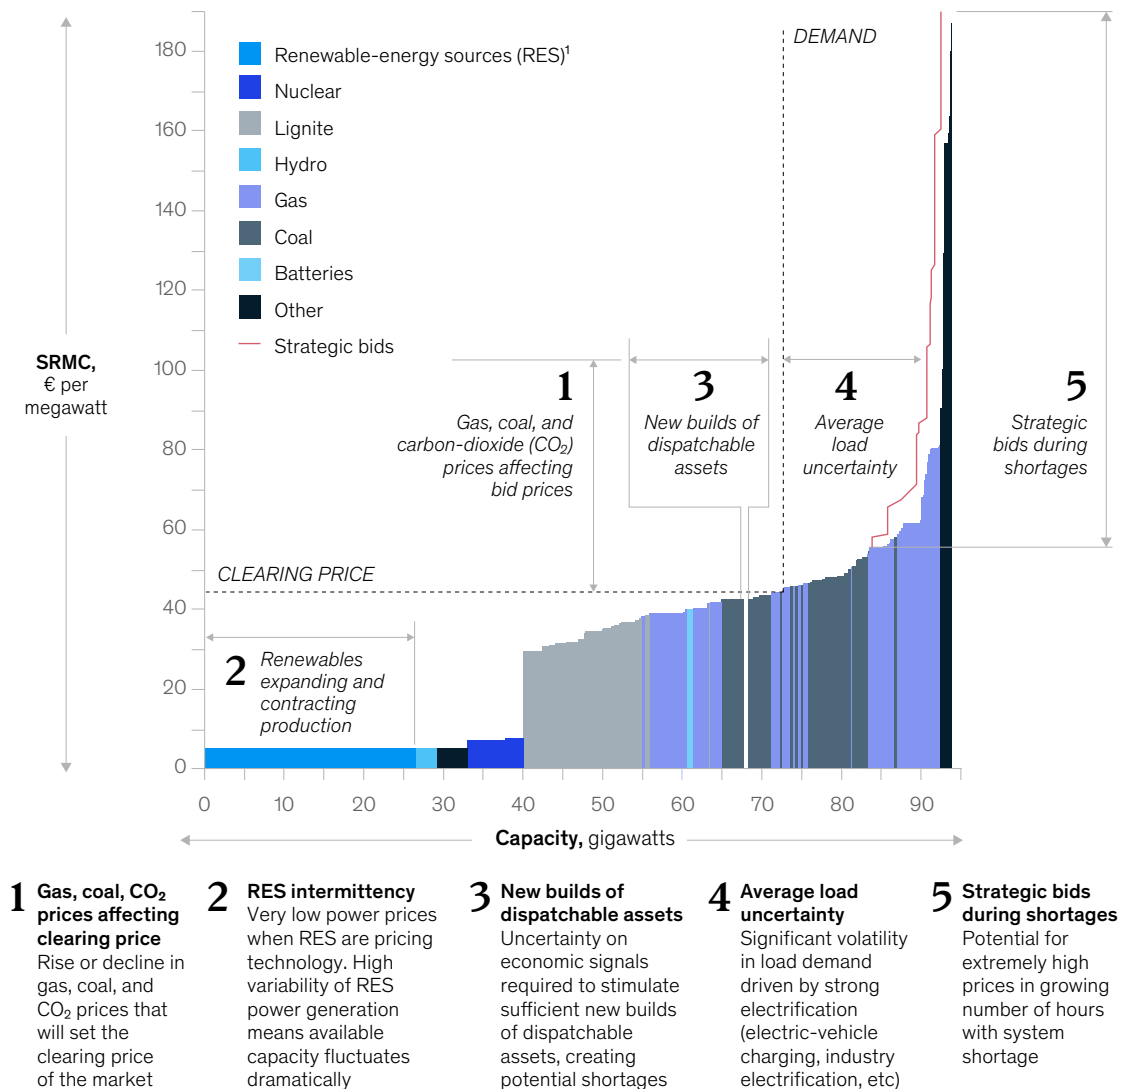 180
160
140
120
100
80
60
40
20
0
SRMC,
€ per
megawatt
Renewable-energy sources (RES)¹
Nuclear
Lignite
Hydro
Gas
Coal
Batteries
Other
Strategic bids
DEMAND
1
Gas, coal, and
carbon-dioxide (CO₂)
prices affecting
bid prices
3
New builds of
dispatchable
assets
4
Average
load
uncertainty
5
Strategic
bids during
shortages
CLEARING PRICE
2
Renewables
expanding and
contracting
production
0 10 20 30 40 50 60 70 80 90
Capacity, gigawatts
1
Gas, coal, CO₂
prices affecting
clearing price
Rise or decline in
gas, coal, and
CO₂ prices that
will set the
clearing price
of the market
2
RES intermittency
Very low power prices
when RES are pricing
technology. High
variability of RES
power generation
means available
capacity fluctuates
dramatically
3
New builds of
dispatchable assets
Uncertainty on
economic signals
required to stimulate
sufficient new builds
of dispatchable
assets, creating
potential shortages
4
Average load
uncertainty
Significant volatility
in load demand
driven by strong
electrification
(electric-vehicle
charging, industry
electrification, etc)
5
Strategic bids
during shortages
Potential for
extremely high
prices in growing
number of hours
with system
shortage